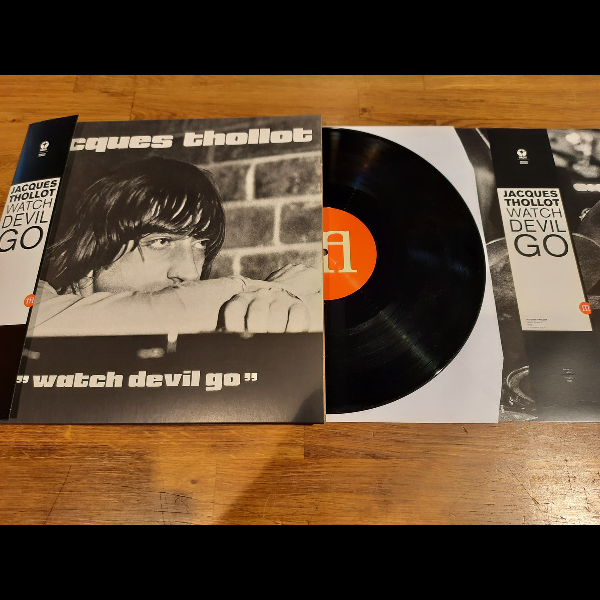 cques thollot
JACQUES
THOLLOT
WATCH
DEVIL
GO
m
"watch devil go"
JACQUES
THOLLOT
WATCH
DEVIL
GO
m